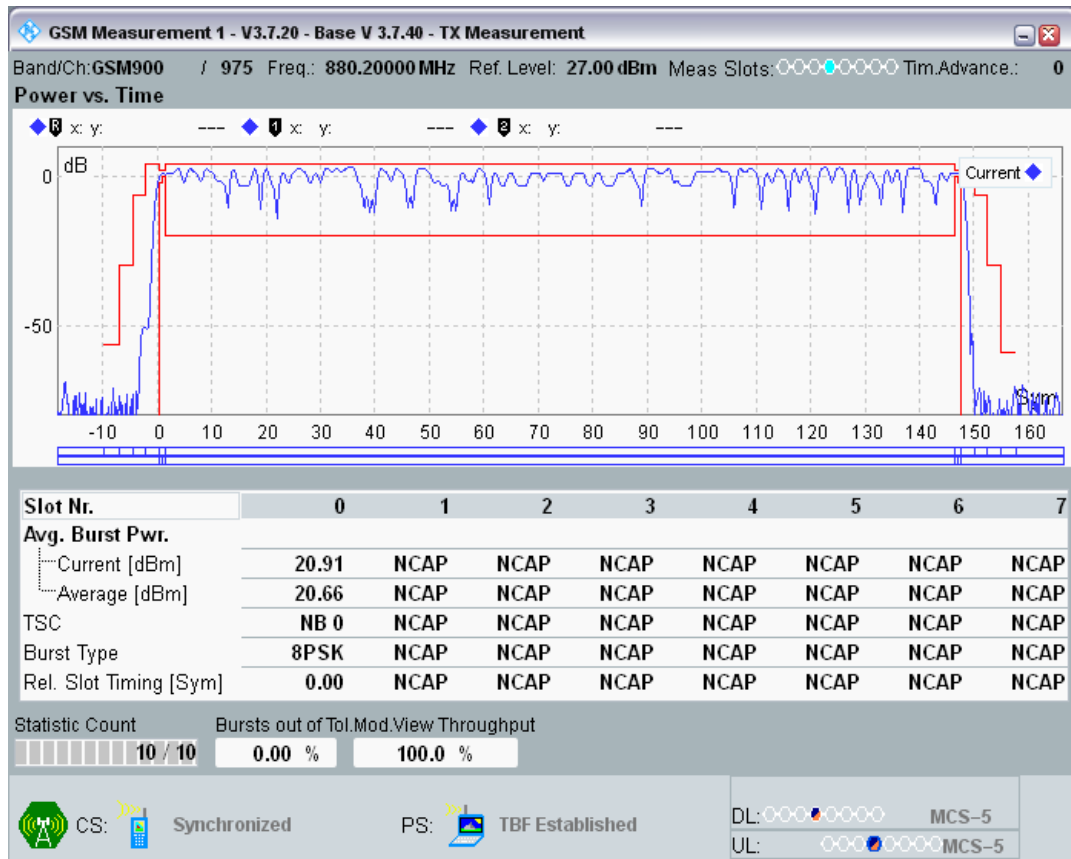 GSM Measurement 1 - V3.7.20 - Base V 3.7.40 - TX Measurement
Band/Ch:GSM900 / 975 Freq.: 880.20000 MHz Ref. Level: 27.00 dBm Meas Slots: Tim.Advance.: 0
Power vs. Time
R x: y: --- 1 x: y: --- 2 x: y: ---
dB
Current
0
-50
Sym
-10 0 10 20 30 40 50 60 70 80 90 100 110 120 130 140 150 160
Slot Nr. 0 1 2 3 4 5 6 7
Avg. Burst Pwr.
Current [dBm] 20.91 NCAP NCAP NCAP NCAP NCAP NCAP NCAP
Average [dBm] 20.66 NCAP NCAP NCAP NCAP NCAP NCAP NCAP
TSC NB 0 NCAP NCAP NCAP NCAP NCAP NCAP NCAP
Burst Type 8PSK NCAP NCAP NCAP NCAP NCAP NCAP NCAP
Rel. Slot Timing [Sym] 0.00 NCAP NCAP NCAP NCAP NCAP NCAP NCAP
Statistic Count Bursts out of Tol.Mod.View Throughput
10 / 10 0.00 % 100.0 %
CS: Synchronized PS: TBF Established DL: MCS-5
UL: MCS-5